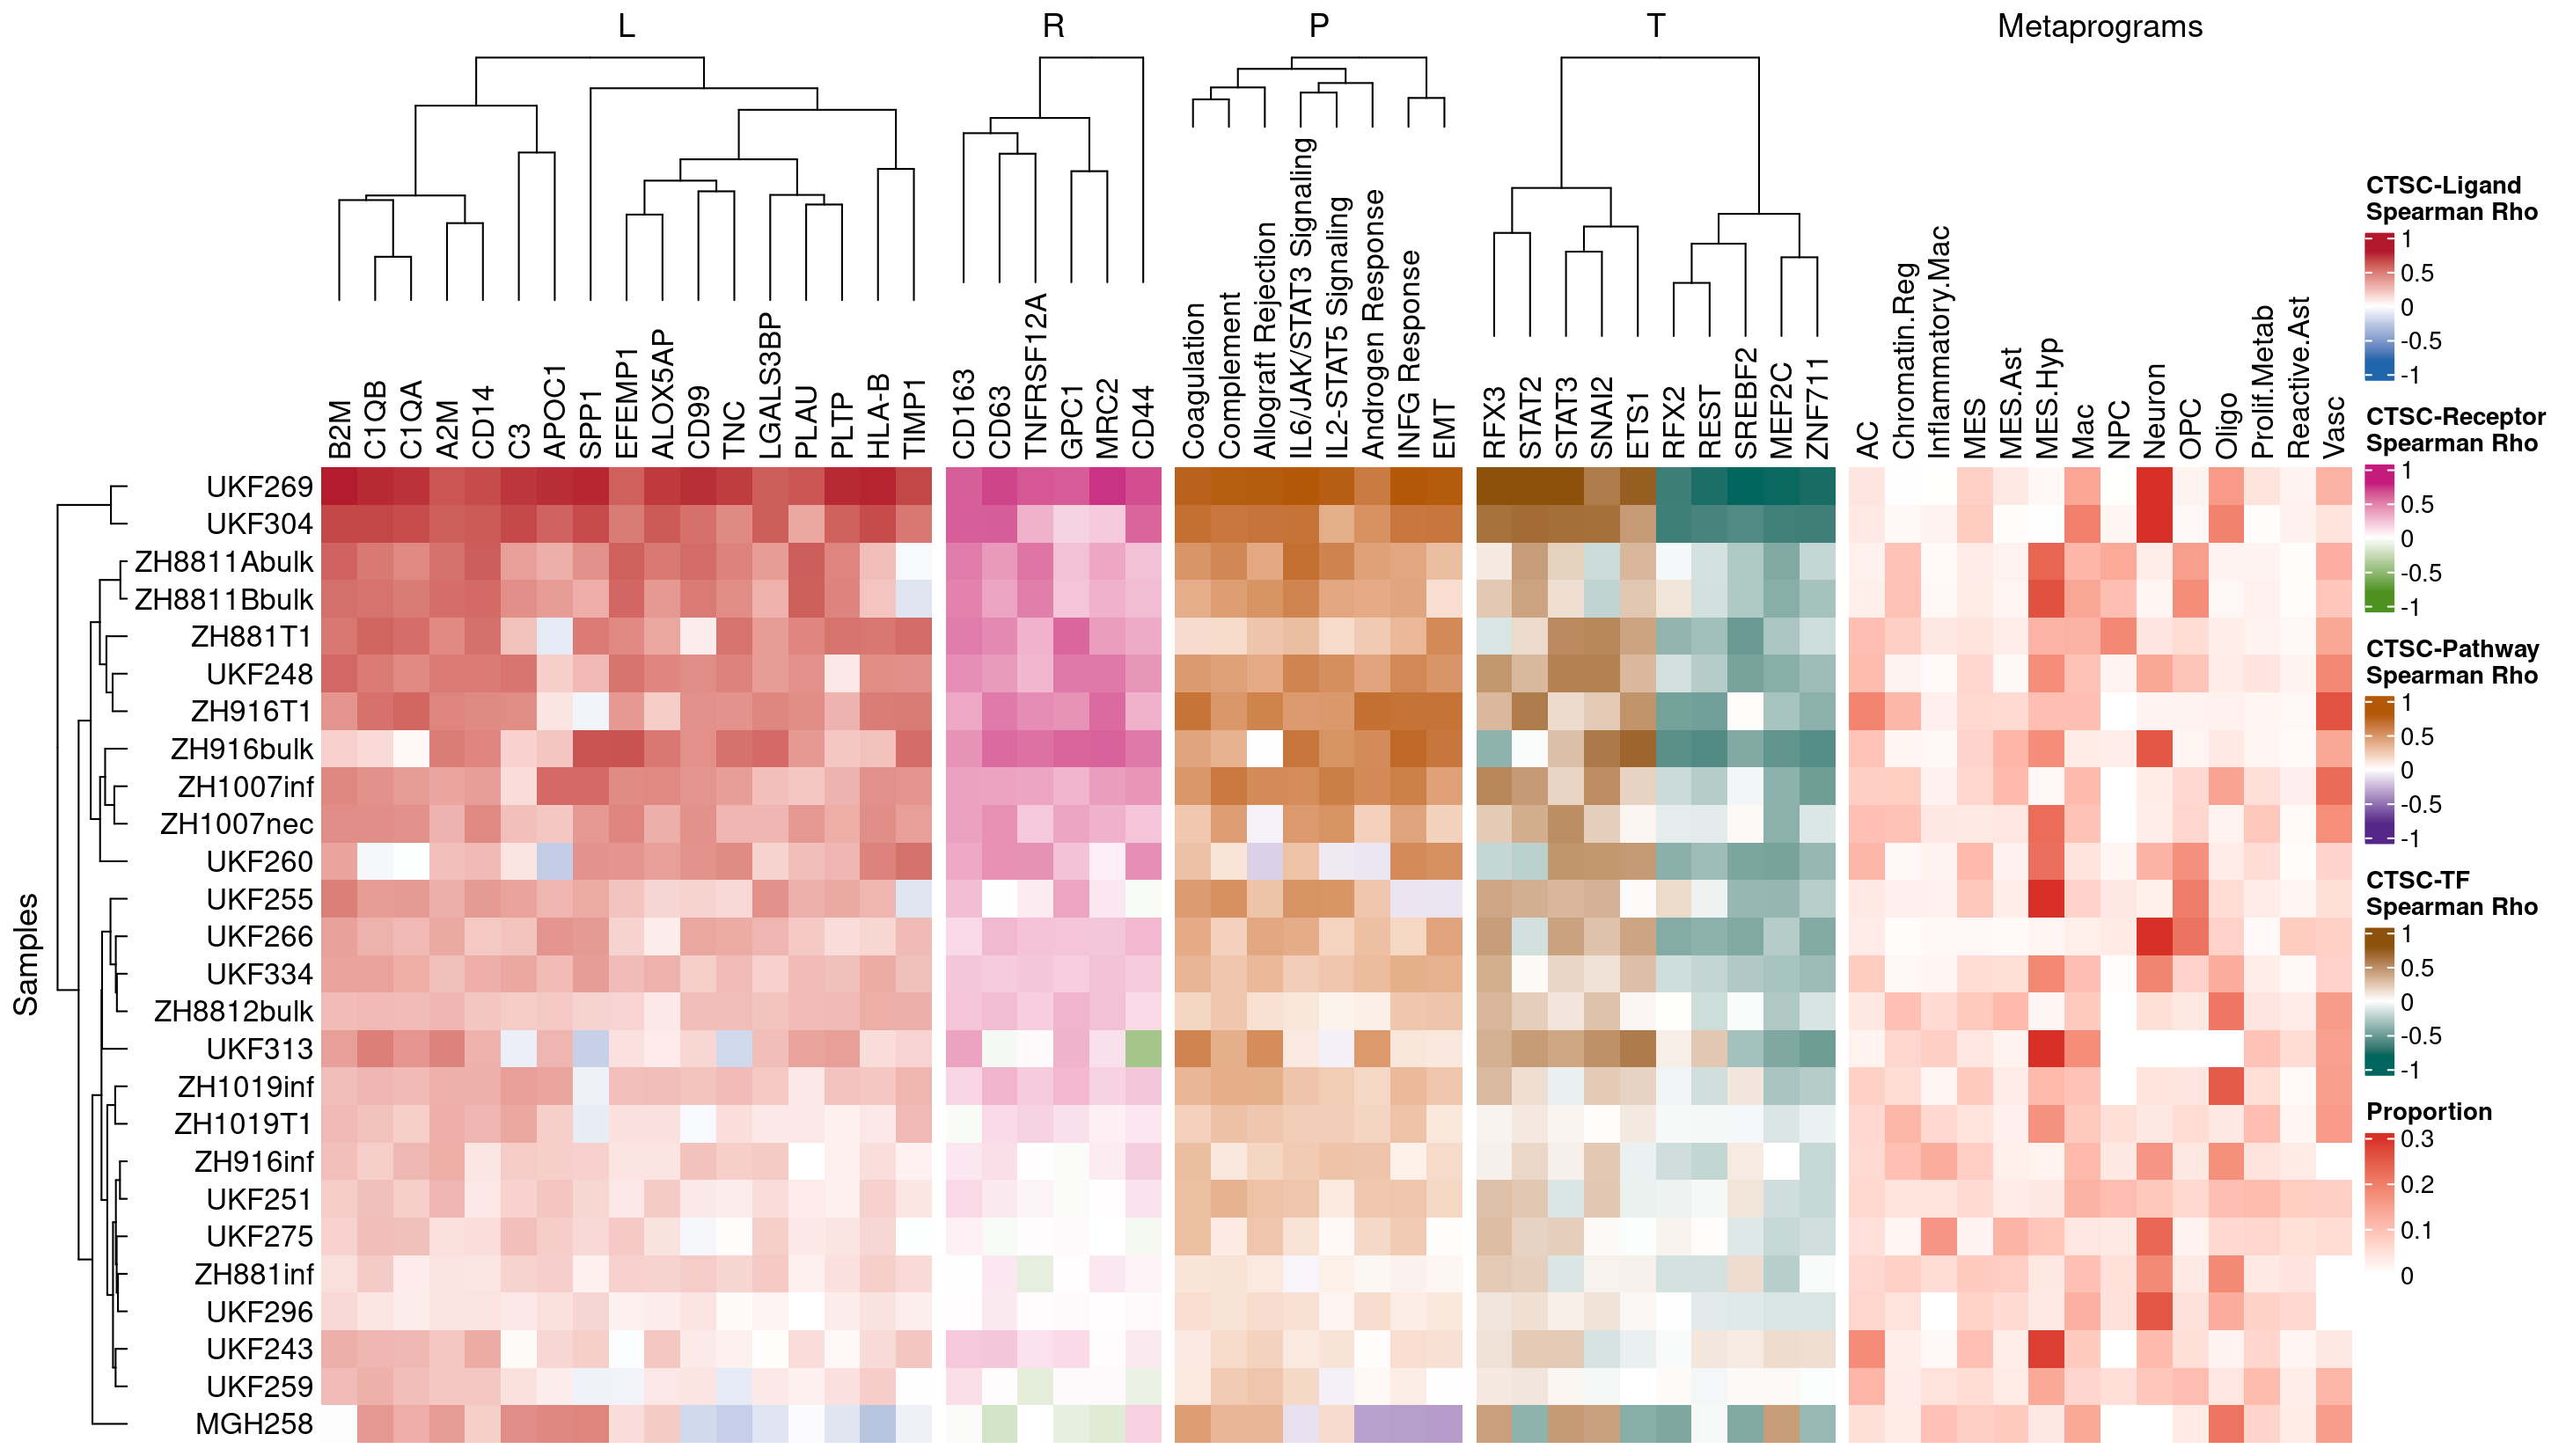 L
R
P
T
Metaprograms
B2M
C1QB
C1QA
A2M
CD14
C3
APOC1
SPP1
EFEMP1
ALOX5AP
CD99
TNC
LGALS3BP
PLAU
PLTP
HLA-B
TIMP1
CD163
CD63
TNFRSF12A
GPC1
MRC2
CD44
Coagulation
Complement
Allograft Rejection
IL6/JAK/STAT3 Signaling
IL2-STAT5 Signaling
Androgen Response
INFG Response
EMT
RFX3
STAT2
STAT3
SNAI2
ETS1
RFX2
REST
SREBF2
MEF2C
ZNF711
AC
Chromatin.Reg
Inflammatory.Mac
MES
MES.Ast
MES.Hyp
Mac
NPC
Neuron
OPC
Oligo
Prolif.Metab
Reactive.Ast
Vasc
Samples
UKF269
UKF304
ZH8811Abulk
ZH8811Bbulk
ZH881T1
UKF248
ZH916T1
ZH916bulk
ZH1007inf
ZH1007nec
UKF260
UKF255
UKF266
UKF334
ZH8812bulk
UKF313
ZH1019inf
ZH1019T1
ZH916inf
UKF251
UKF275
ZH881inf
UKF296
UKF243
UKF259
MGH258
CTSC-Ligand
Spearman Rho
1
0.5
0
-0.5
-1
CTSC-Receptor
Spearman Rho
1
0.5
0
-0.5
-1
CTSC-Pathway
Spearman Rho
1
0.5
0
-0.5
-1
CTSC-TF
Spearman Rho
1
0.5
0
-0.5
-1
Proportion
0.3
0.2
0.1
0